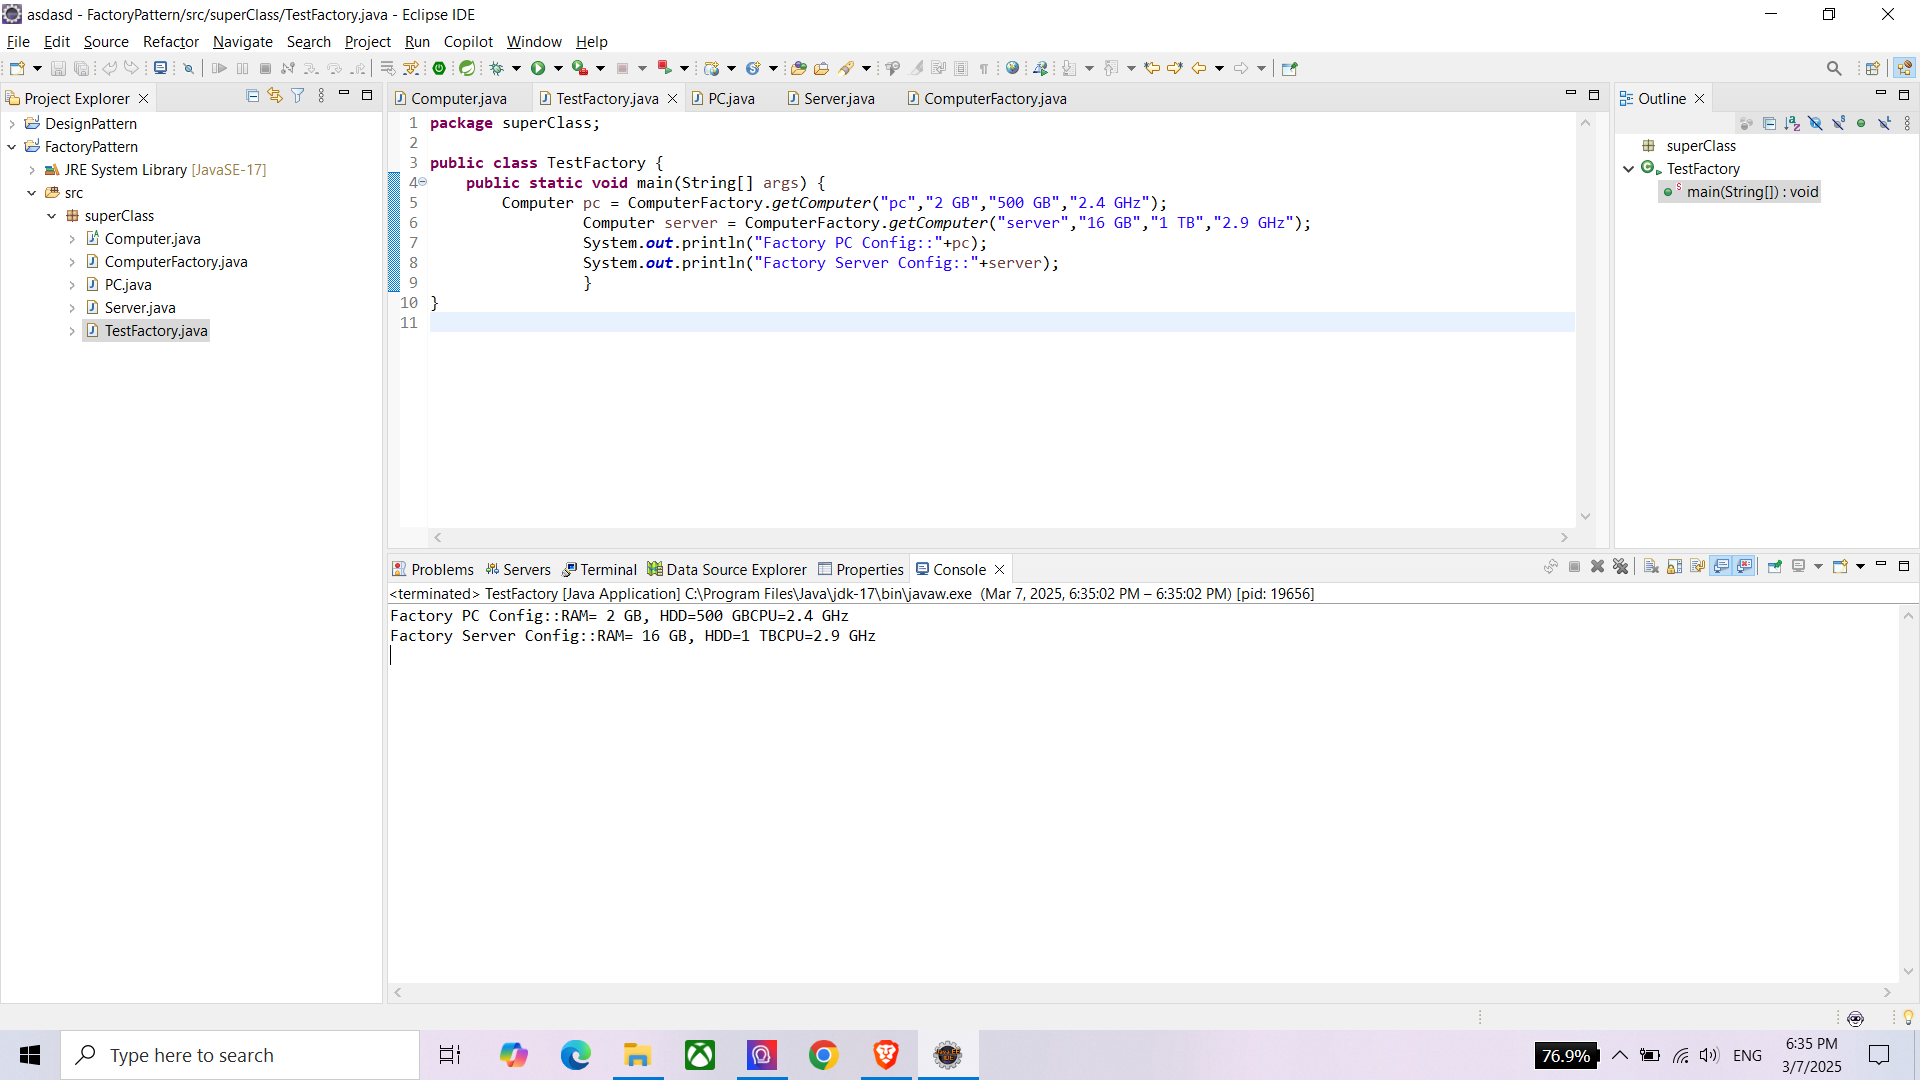 asdasd - FactoryPattern/src/superClass/TestFactory.java - Eclipse IDE
File Edit Source Refactor Navigate Search Project Run Copilot Window Help
Project Explorer
DesignPattern
FactoryPattern
JRE System Library [JavaSE-17]
src
superClass
Computer.java
ComputerFactory.java
PC.java
Server.java
TestFactory.java
Computer.java TestFactory.java PC.java Server.java ComputerFactory.java
1 package superClass;
2
3 public class TestFactory {
4 public static void main(String[] args) {
5 Computer pc = ComputerFactory.getComputer("pc","2 GB","500 GB","2.4 GHz");
6 Computer server = ComputerFactory.getComputer("server","16 GB","1 TB","2.9 GHz");
7 System.out.println("Factory PC Config::"+pc);
8 System.out.println("Factory Server Config::"+server);
9 }
10 }
11
Outline
superClass
TestFactory
main(String[]) : void
Problems Servers Terminal Data Source Explorer Properties Console
<terminated> TestFactory [Java Application] C:\Program Files\Java\jdk-17\bin\javaw.exe (Mar 7, 2025, 6:35:02 PM – 6:35:02 PM) [pid: 19656]
Factory PC Config::RAM= 2 GB, HDD=500 GBCPU=2.4 GHz
Factory Server Config::RAM= 16 GB, HDD=1 TBCPU=2.9 GHz
Type here to search
76.9%
ENG
6:35 PM
3/7/2025